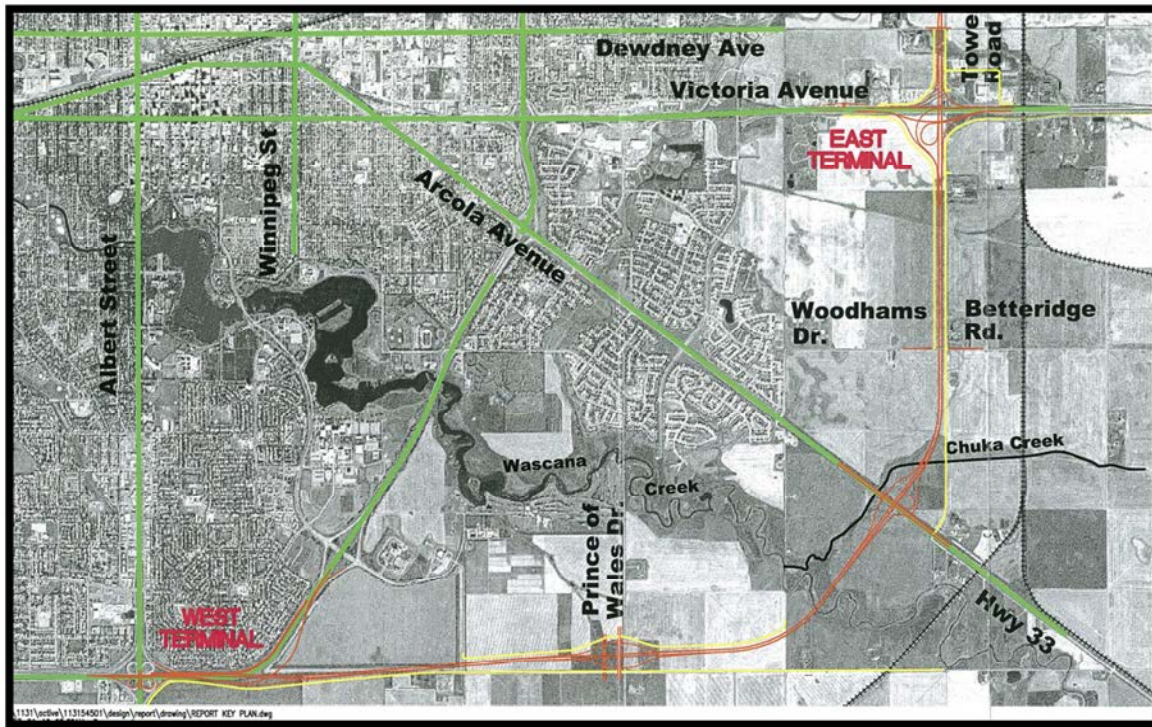 Dewdney Ave
Towe
Road
Victoria Avenue
EAST
TERMINAL
Winnipeg St
Arcola Avenue
Albert Street
Woodhams
Dr.
Betteridge
Rd.
Chuka Creek
Wascana
Creek
Prince of
Wales Dr.
Hwy 33
WEST
TERMINAL
\1131\active\113154501\design\report\drawing\REPORT KEY PLAN.dwg